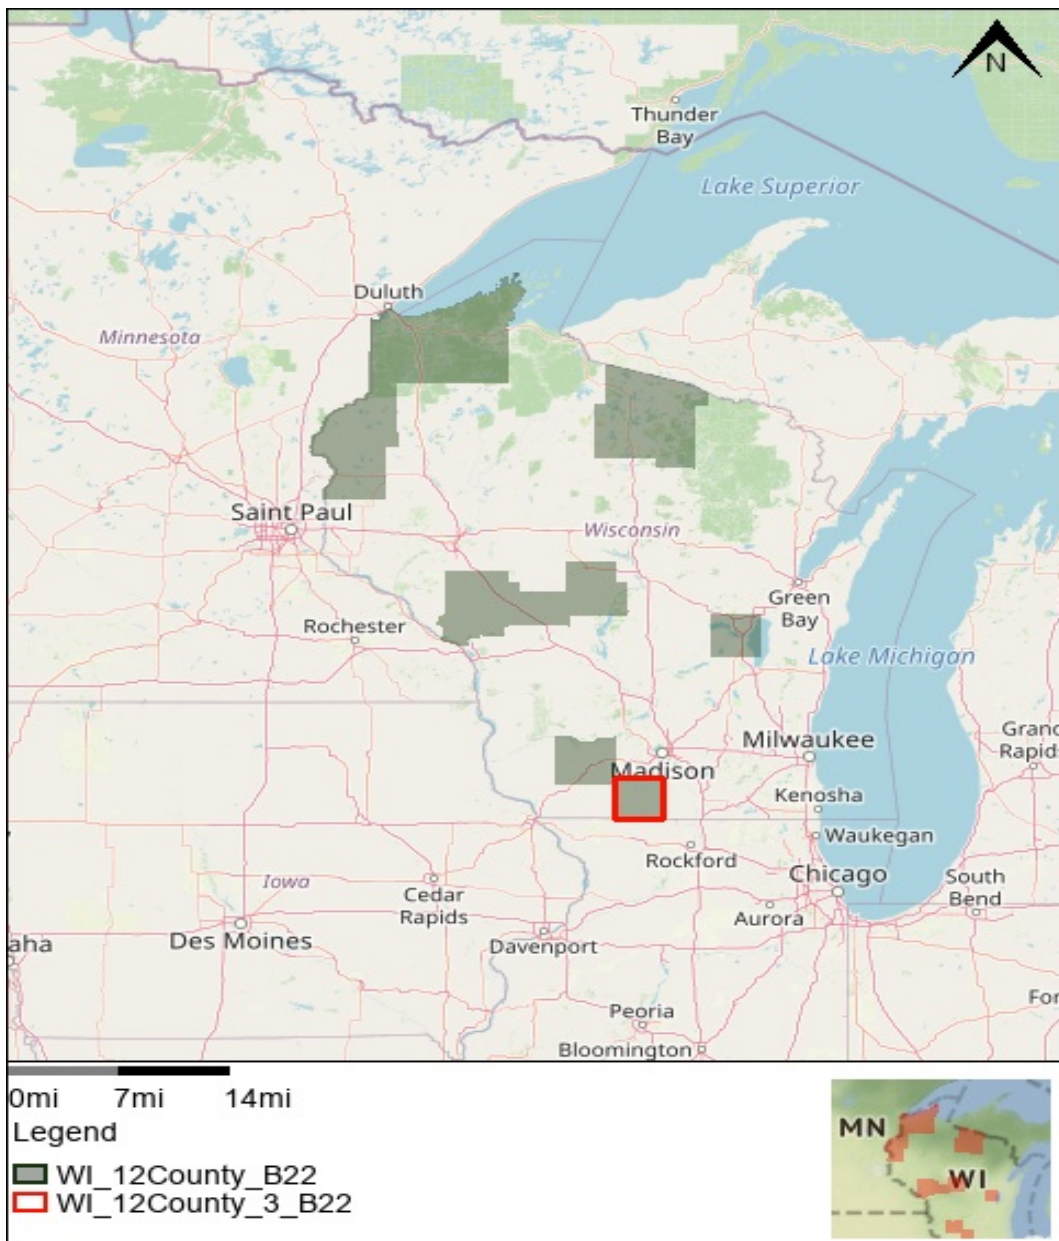 N
Thunder
Bay
Lake Superior
Duluth
Minnesota
Saint Paul
Wisconsin
Green
Bay
Rochester
Lake Michigan
Grand
Rapids
Milwaukee
Madison
Kenosha
Waukegan
Rockford
Chicago
Iowa
Cedar
Rapids
South
Bend
Aurora
Des Moines
aha
Davenport
For
Peoria
Bloomington
0mi 7mi 14mi
Legend
WI_12County_B22
WI_12County_3_B22
MN
WI